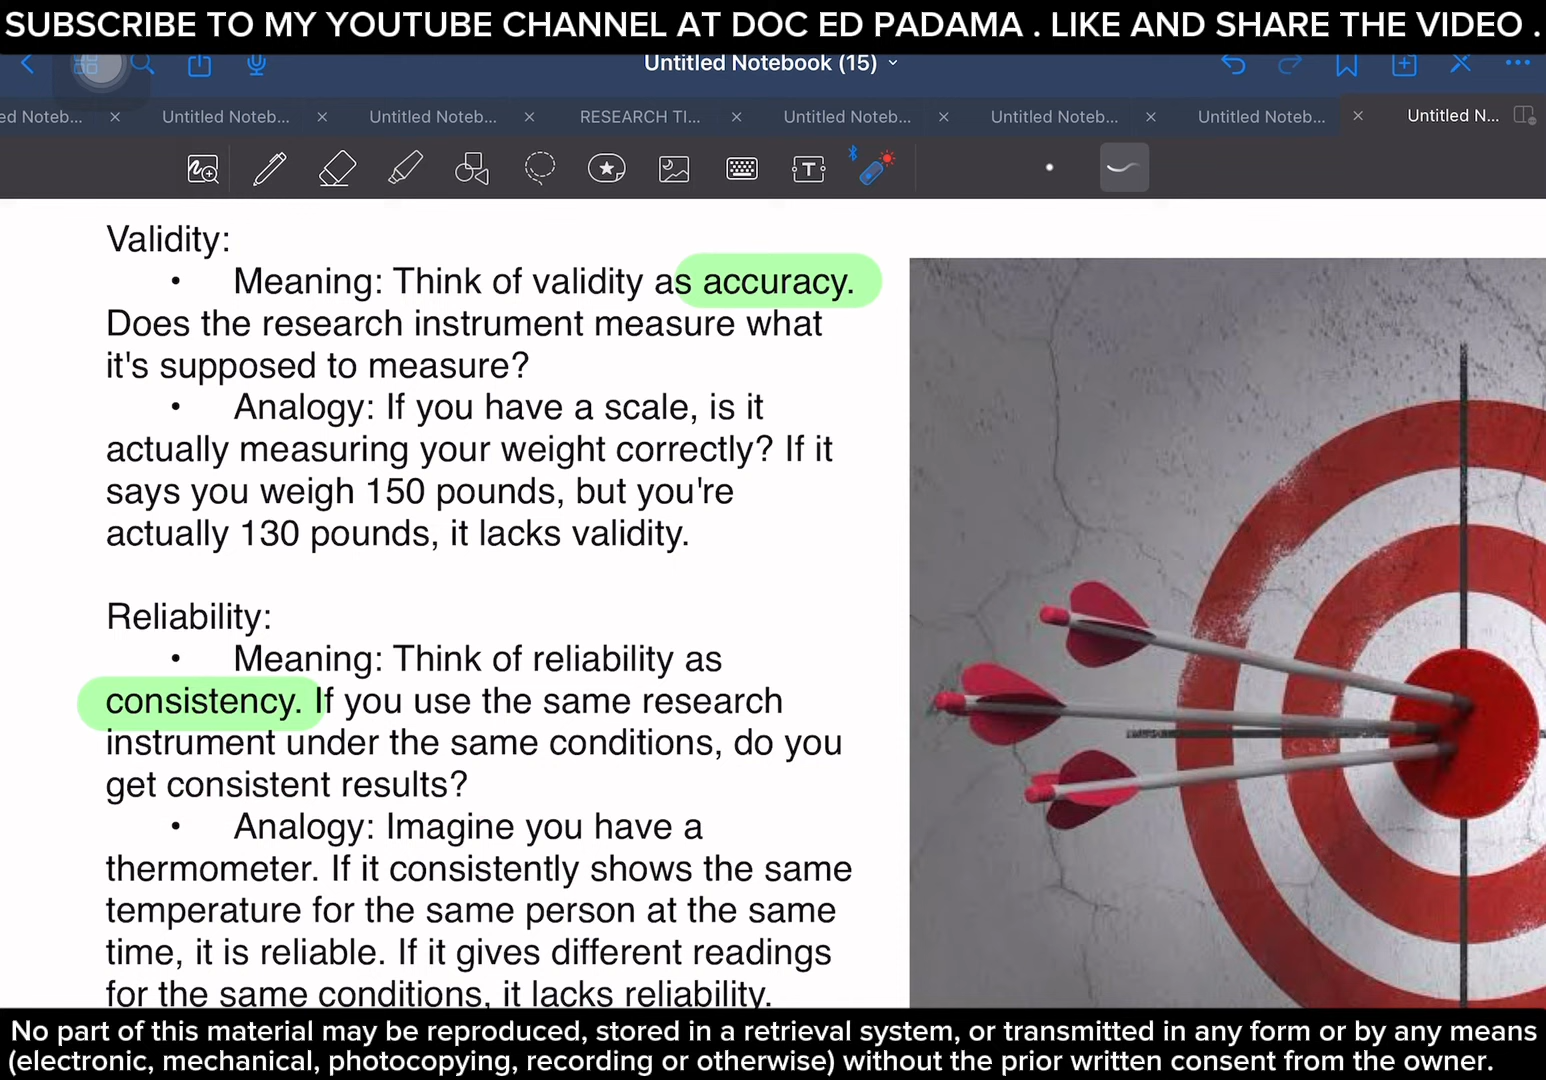 SUBSCRIBE TO MY YOUTUBE CHANNEL AT DOC ED PADAMA . LIKE AND SHARE THE VIDEO .
Untitled Notebook (15)
ed Noteb... Untitled Noteb... Untitled Noteb... RESEARCH TI... Untitled Noteb... Untitled Noteb... Untitled Noteb... Untitled N...
T
Validity:
• Meaning: Think of validity as accuracy.
Does the research instrument measure what
it's supposed to measure?
• Analogy: If you have a scale, is it
actually measuring your weight correctly? If it
says you weigh 150 pounds, but you're
actually 130 pounds, it lacks validity.
Reliability:
• Meaning: Think of reliability as
consistency. If you use the same research
instrument under the same conditions, do you
get consistent results?
• Analogy: Imagine you have a
thermometer. If it consistently shows the same
temperature for the same person at the same
time, it is reliable. If it gives different readings
for the same conditions, it lacks reliability.
No part of this material may be reproduced, stored in a retrieval system, or transmitted in any form or by any means
(electronic, mechanical, photocopying, recording or otherwise) without the prior written consent from the owner.